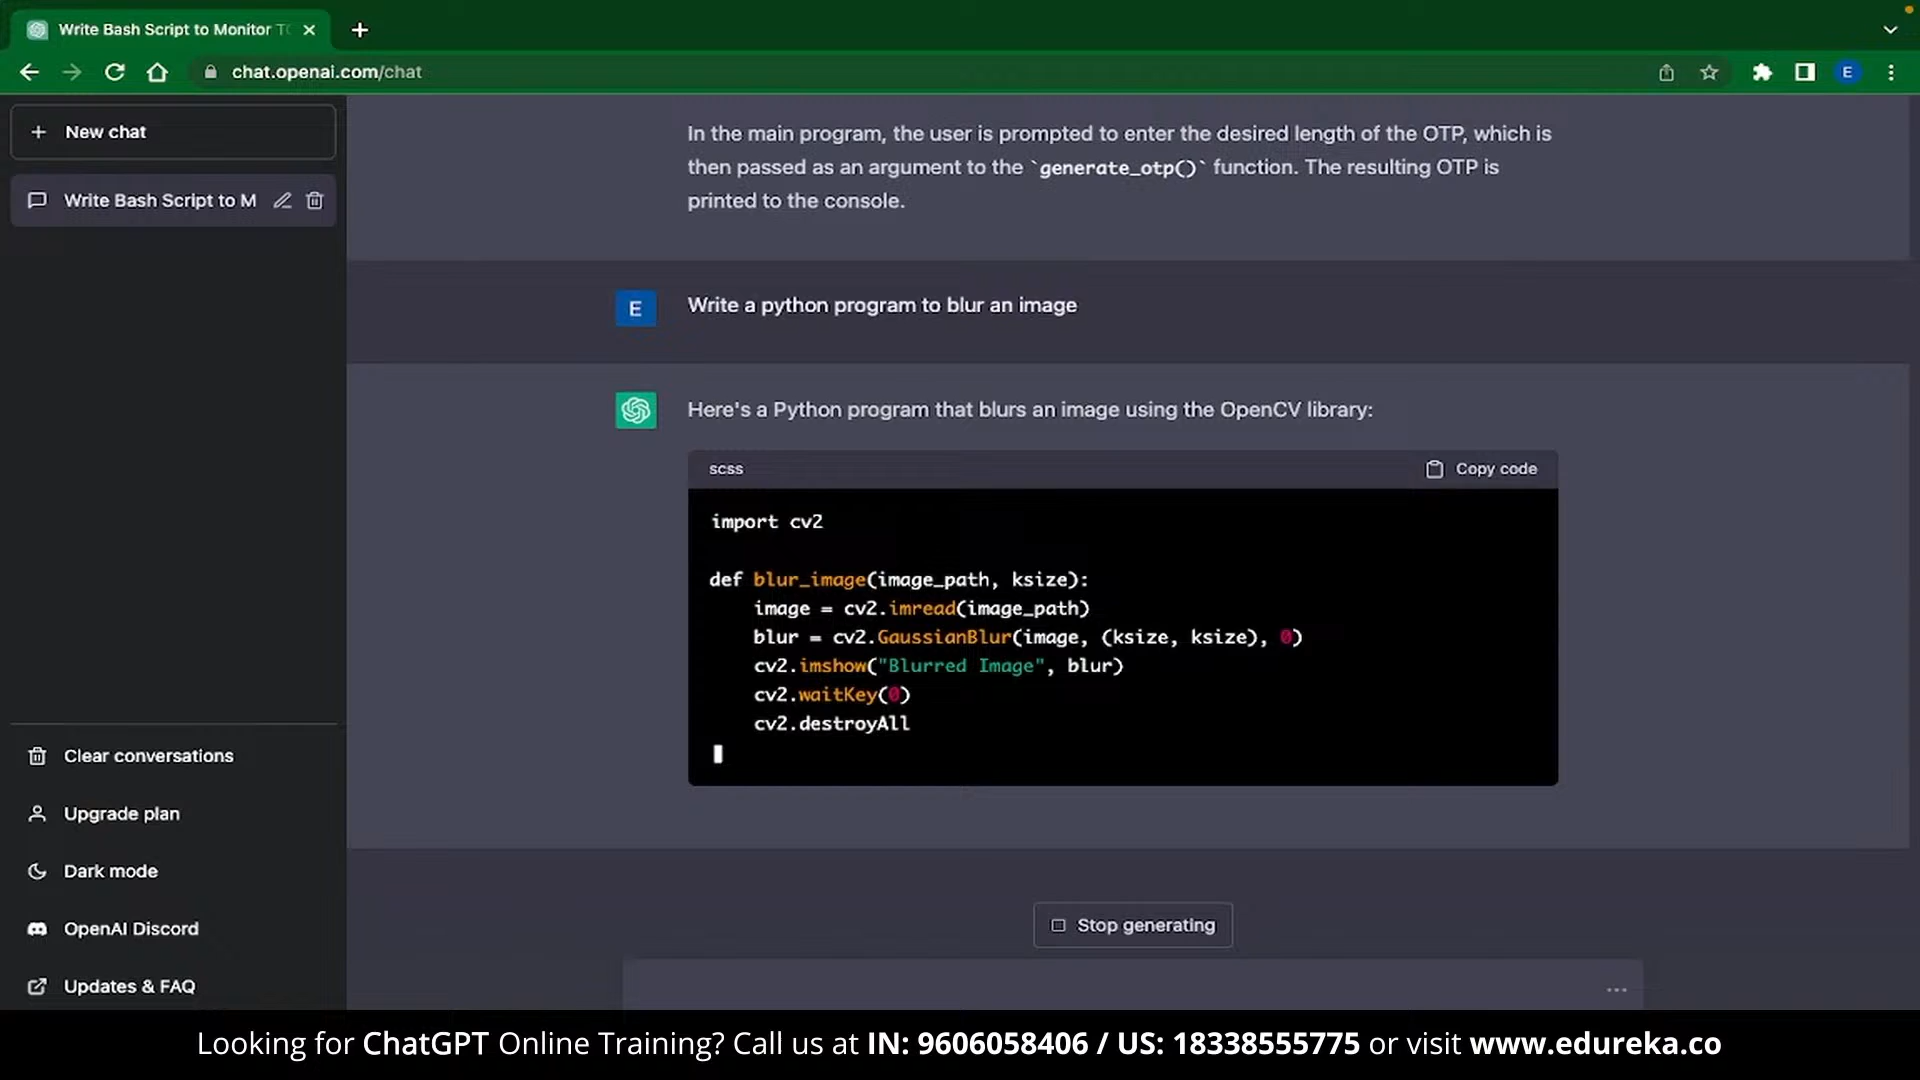 Write Bash Script to Monitor TC
chat.openai.com/chat
E
New chat
Write Bash Script to M
In the main program, the user is prompted to enter the desired length of the OTP, which is
then passed as an argument to the `generate_otp()` function. The resulting OTP is
printed to the console.
E
Write a python program to blur an image
Here's a Python program that blurs an image using the OpenCV library:
scss
Copy code
import cv2
def blur_image(image_path, ksize):
    image = cv2.imread(image_path)
    blur = cv2.GaussianBlur(image, (ksize, ksize), 0)
    cv2.imshow("Blurred Image", blur)
    cv2.waitKey(0)
    cv2.destroyAll
Clear conversations
Upgrade plan
Dark mode
OpenAI Discord
Updates & FAQ
Stop generating
Looking for ChatGPT Online Training? Call us at IN: 9606058406 / US: 18338555775 or visit www.edureka.co